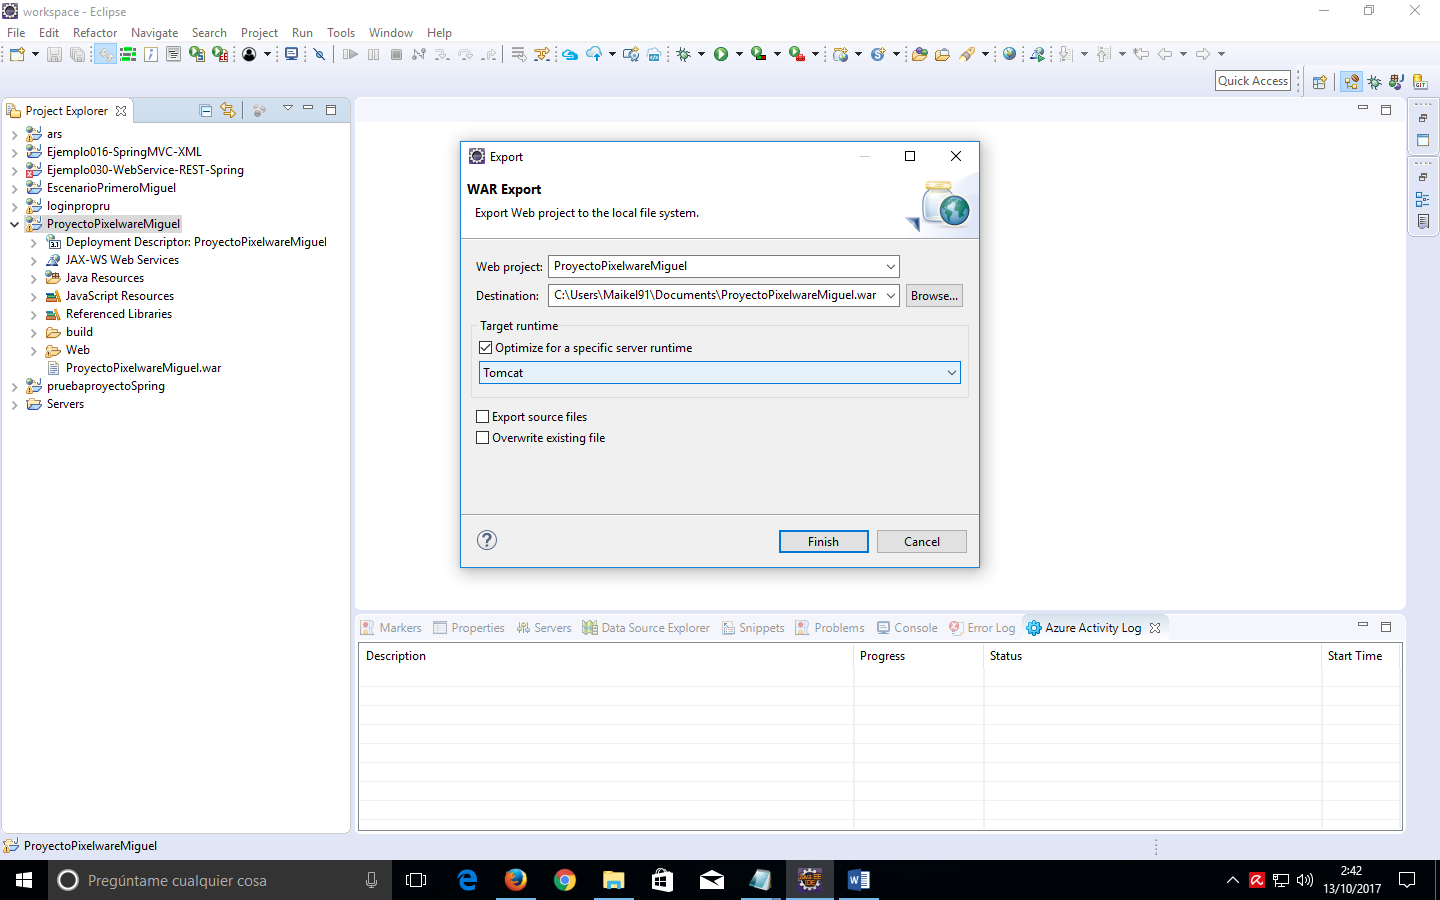 workspace - Eclipse
File Edit Refactor Navigate Search Project Run Tools Window Help
Quick Access
Project Explorer
ars
Ejemplo016-SpringMVC-XML
Ejemplo030-WebService-REST-Spring
EscenarioPrimeroMiguel
loginpropru
ProyectoPixelwareMiguel
Deployment Descriptor: ProyectoPixelwareMiguel
JAX-WS Web Services
Java Resources
JavaScript Resources
Referenced Libraries
build
Web
ProyectoPixelwareMiguel.war
pruebaproyectoSpring
Servers
Export
WAR Export
Export Web project to the local file system.
Web project: ProyectoPixelwareMiguel
Destination: C:\Users\Maikel91\Documents\ProyectoPixelwareMiguel.war Browse...
Target runtime
Optimize for a specific server runtime
Tomcat
Export source files
Overwrite existing file
Finish Cancel
Markers Properties Servers Data Source Explorer Snippets Problems Console Error Log Azure Activity Log
Description Progress Status Start Time
ProyectoPixelwareMiguel
Pregúntame cualquier cosa
2:42
13/10/2017